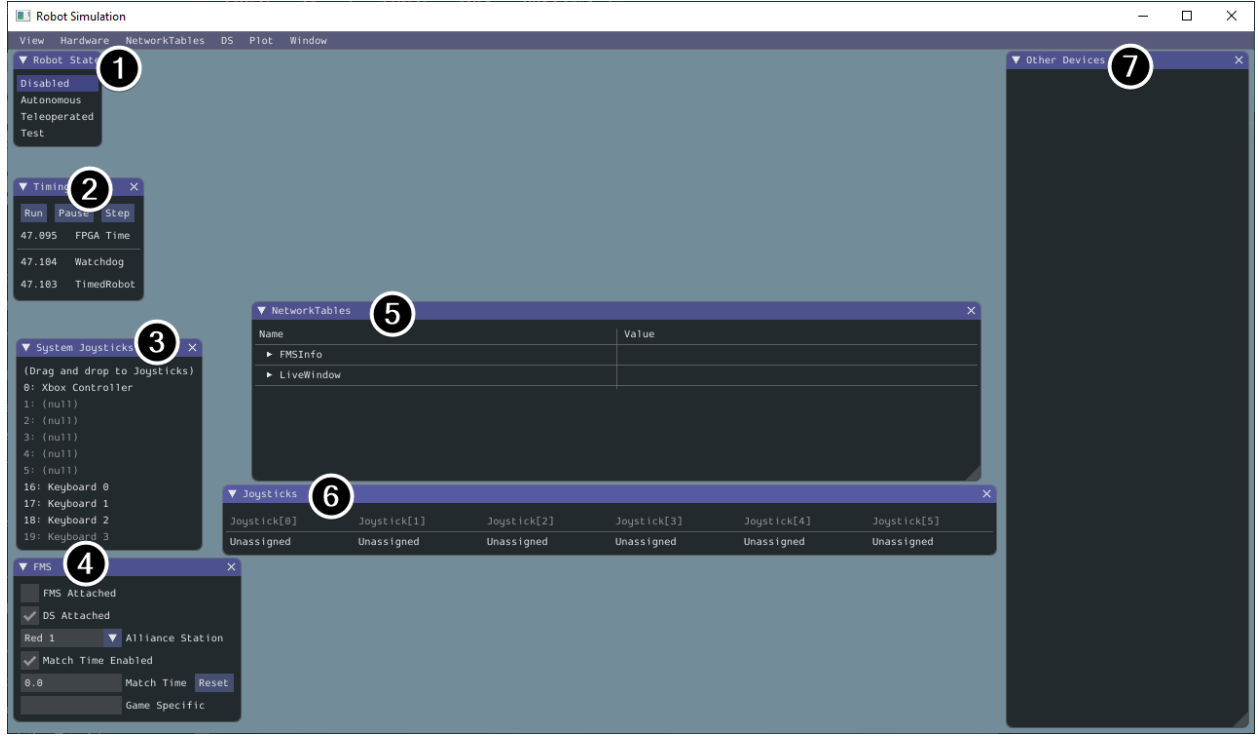 Robot Simulation
View Hardware NetworkTables DS Plot Window
Robot State
1
Disabled
Autonomous
Teleoperated
Test
Timing
2
Run Pause Step
47.095 FPGA Time
47.104 Watchdog
47.103 TimedRobot
System Joysticks
3
(Drag and drop to Joysticks)
0: Xbox Controller
1: (null)
2: (null)
3: (null)
4: (null)
5: (null)
16: Keyboard 0
17: Keyboard 1
18: Keyboard 2
19: Keyboard 3
FMS
4
FMS Attached
DS Attached
Red 1 Alliance Station
Match Time Enabled
0.0 Match Time Reset
Game Specific
NetworkTables
5
Name Value
FMSInfo
LiveWindow
Joysticks
6
Joystick[0] Joystick[1] Joystick[2] Joystick[3] Joystick[4] Joystick[5]
Unassigned Unassigned Unassigned Unassigned Unassigned Unassigned
Other Devices
7